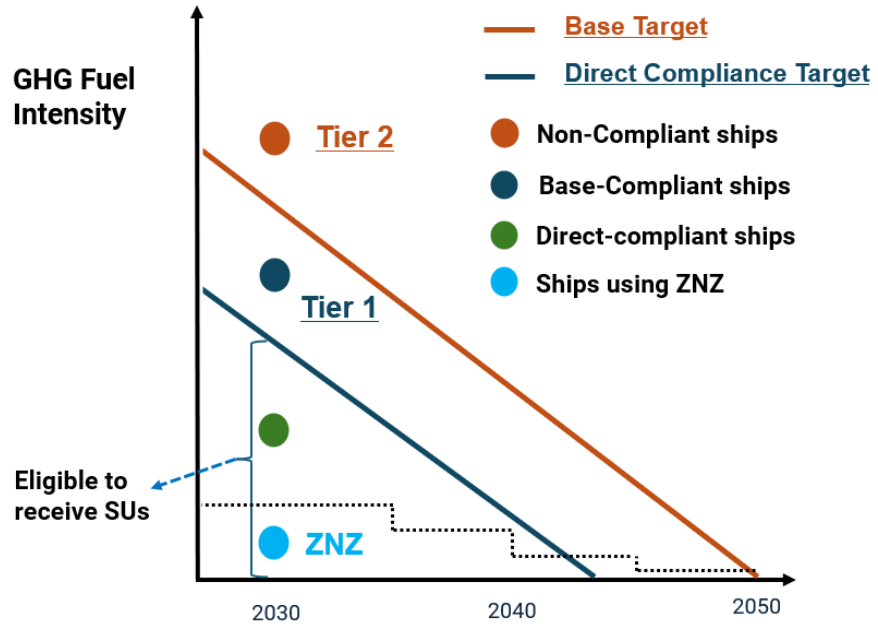 GHG Fuel
Intensity
Base Target
Direct Compliance Target
Tier 2
Non-Compliant ships
Base-Compliant ships
Direct-compliant ships
Ships using ZNZ
Tier 1
Eligible to
receive SUs
ZNZ
2030
2040
2050